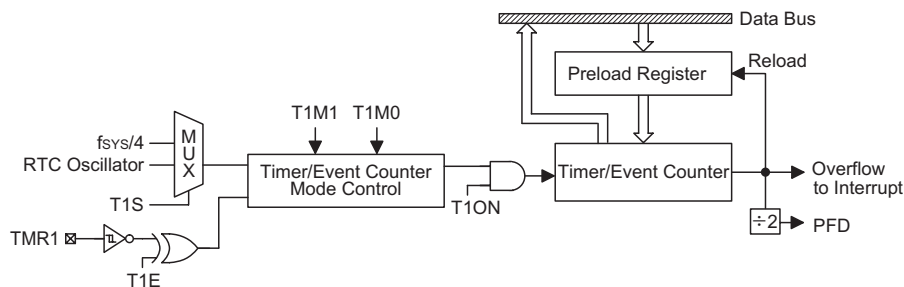 Data Bus
Preload Register
Reload
T1M1
T1M0
fSYS/4
RTC Oscillator
MUX
T1S
Timer/Event Counter
Mode Control
T1ON
Timer/Event Counter
Overflow
to Interrupt
÷2
PFD
TMR1
T1E